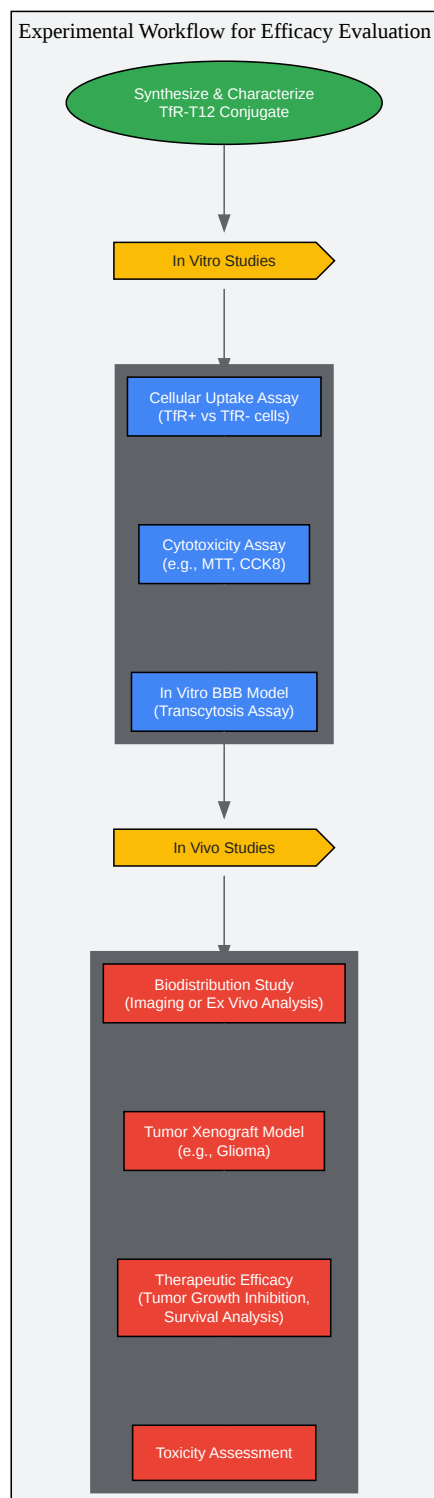 Experimental Workflow for Efficacy Evaluation
Synthesize & Characterize
TfR-T12 Conjugate
In Vitro Studies
Cellular Uptake Assay
(TfR+ vs TfR- cells)
Cytotoxicity Assay
(e.g., MTT, CCK8)
In Vitro BBB Model
(Transcytosis Assay)
In Vivo Studies
Biodistribution Study
(Imaging or Ex Vivo Analysis)
Tumor Xenograft Model
(e.g., Glioma)
Therapeutic Efficacy
(Tumor Growth Inhibition,
Survival Analysis)
Toxicity Assessment